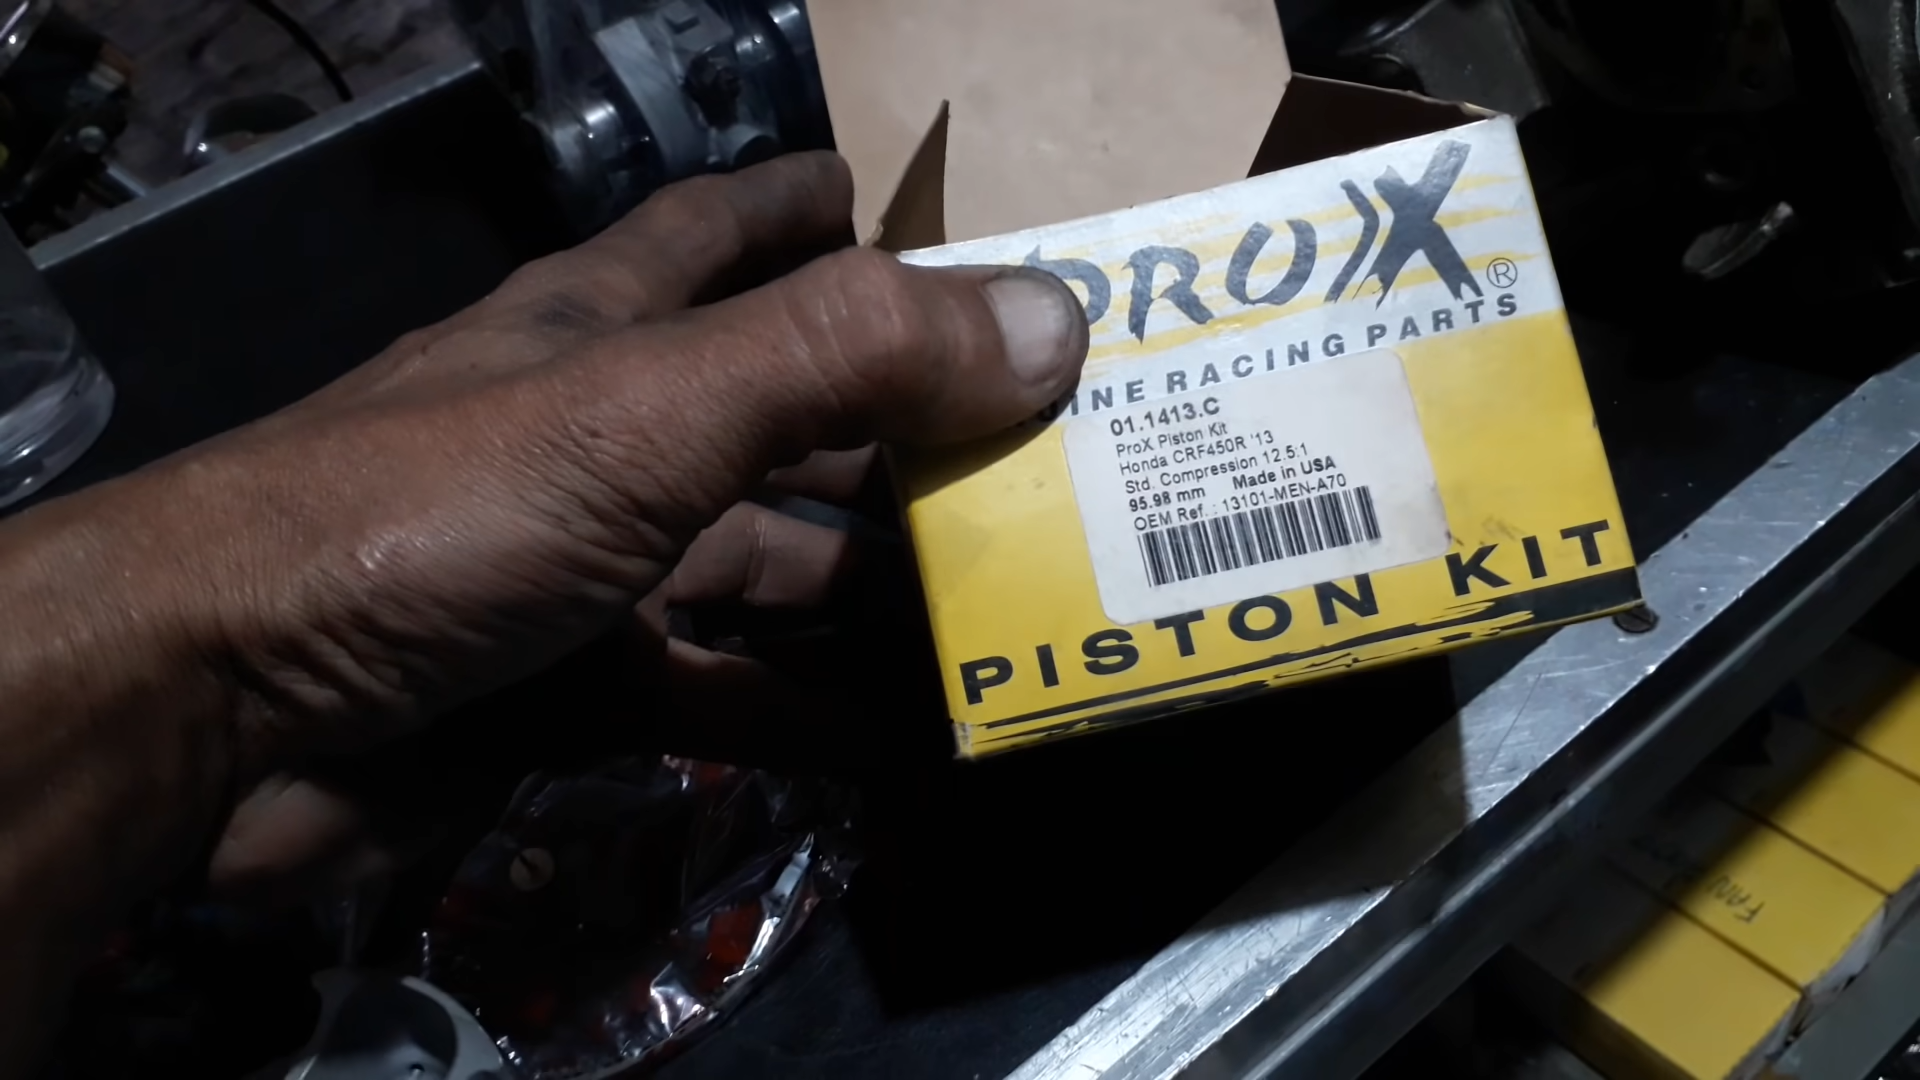 PROX®
INE RACING PARTS
01.1413.C
ProX Piston Kit
Honda CRF450R '13
Std. Compression 12.5:1
95.98 mm Made in USA
OEM Ref.: 13101-MEN-A70
PISTON KIT